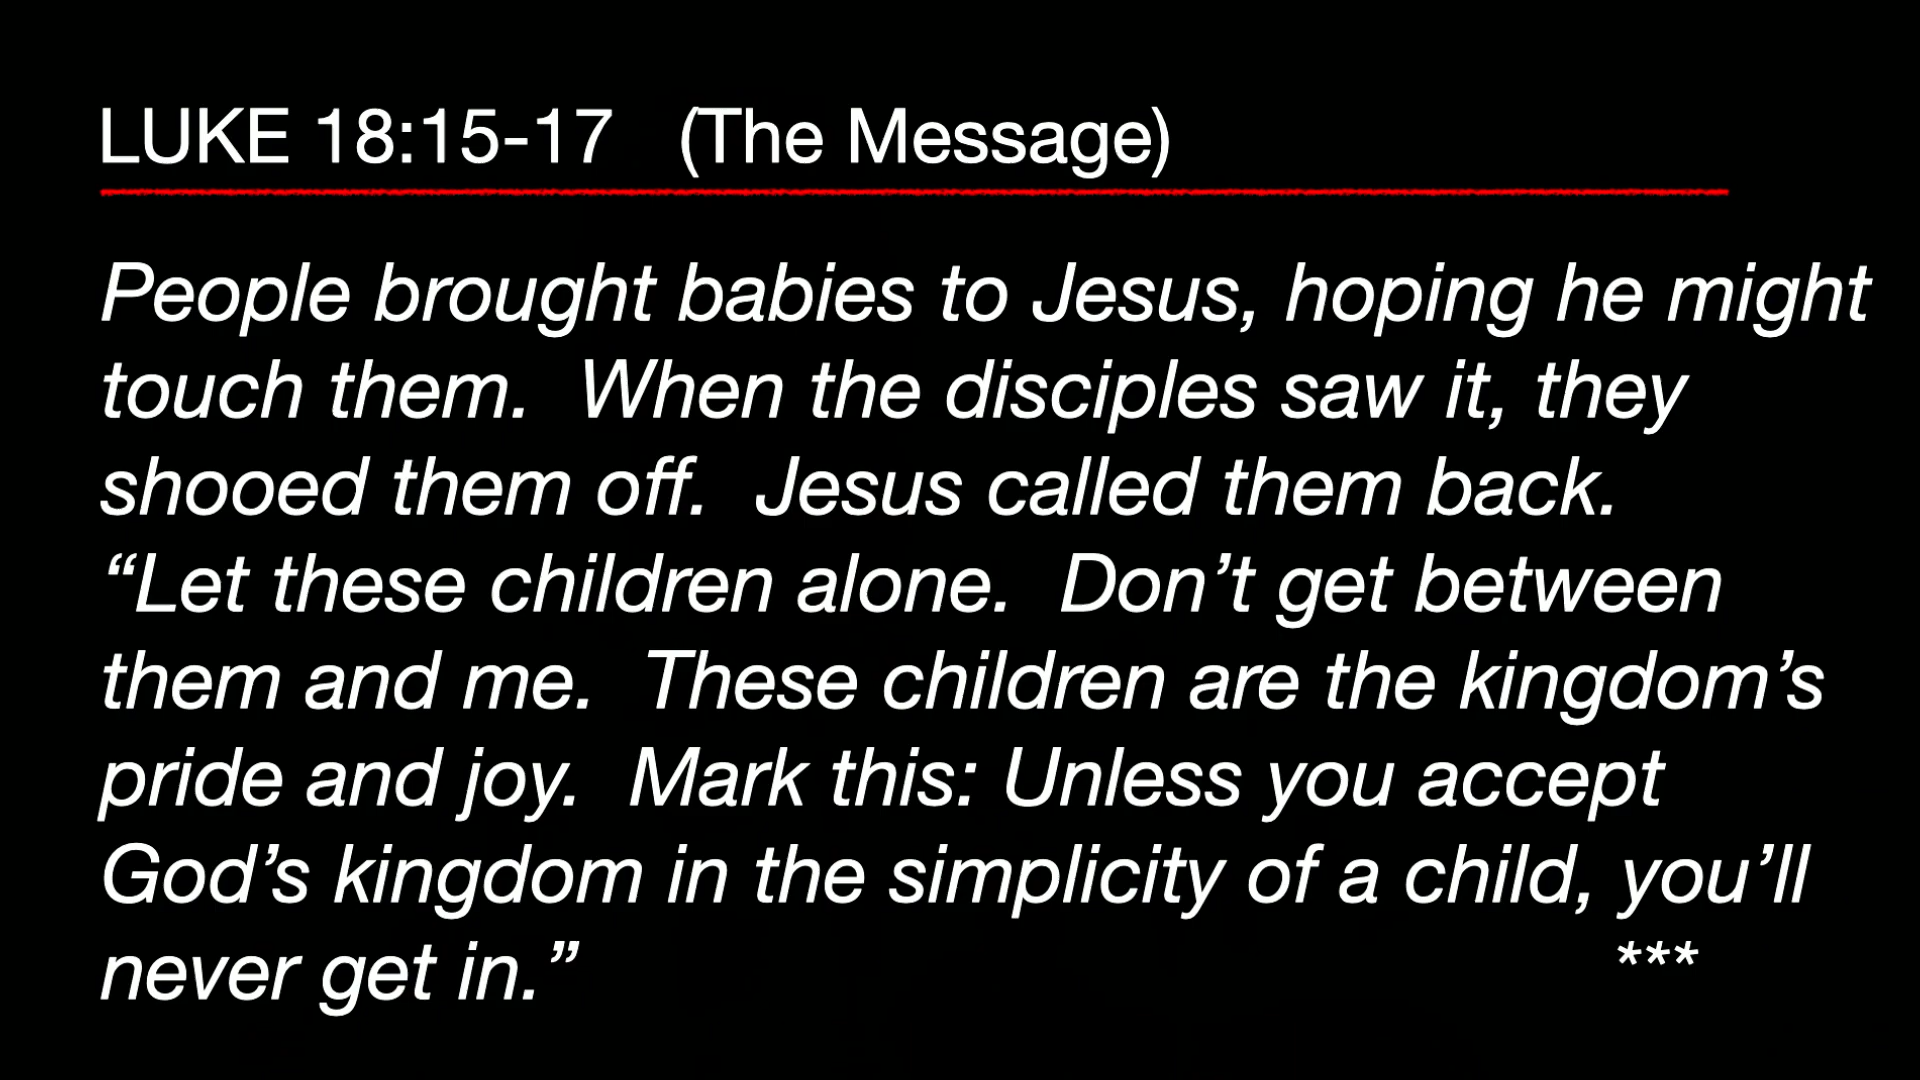 LUKE 18:15-17   (The Message)
People brought babies to Jesus, hoping he might
touch them.  When the disciples saw it, they
shooed them off.  Jesus called them back.
“Let these children alone.  Don’t get between
them and me.  These children are the kingdom’s
pride and joy.  Mark this: Unless you accept
God’s kingdom in the simplicity of a child, you’ll
never get in.”   ***